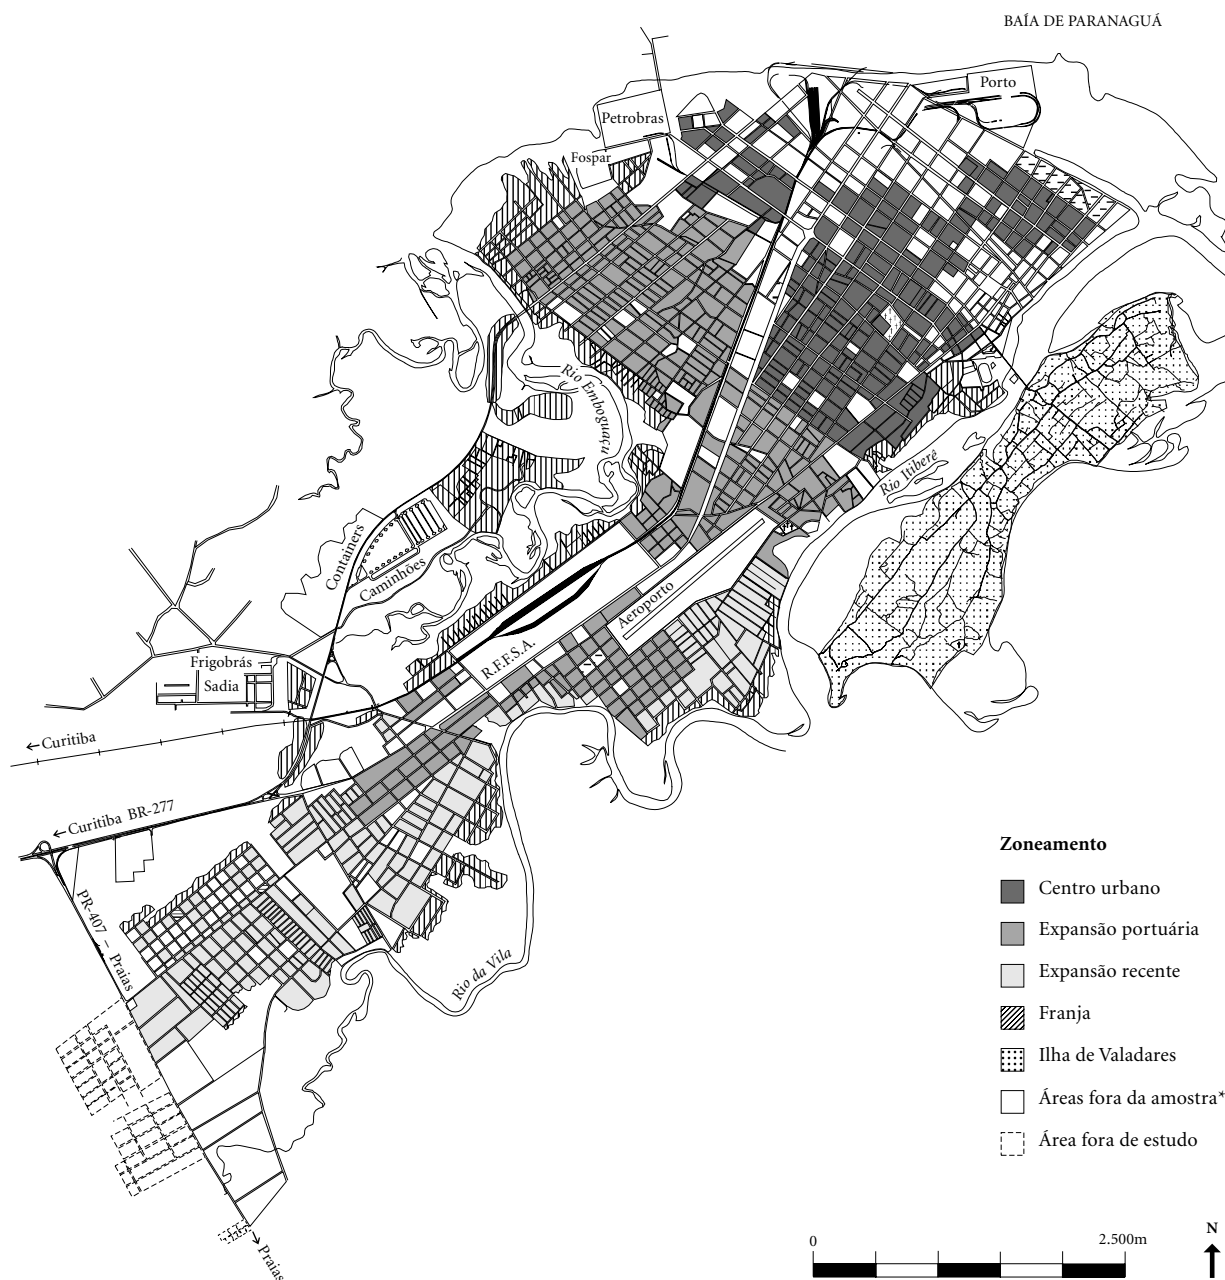 BAÍA DE PARANAGUÁ
Porto
Petrobras
Fospar
Rio Emboguaçu
Rio Itiberê
Containers
Caminhões
Aeroporto
R.F.F.S.A.
Frigobrás
Sadia
←Curitiba
←Curitiba BR-277
PR-407 – Praias
Rio da Vila
→Praias
Zoneamento
Centro urbano
Expansão portuária
Expansão recente
Franja
Ilha de Valadares
Áreas fora da amostra*
Área fora de estudo
0
2.500m
N